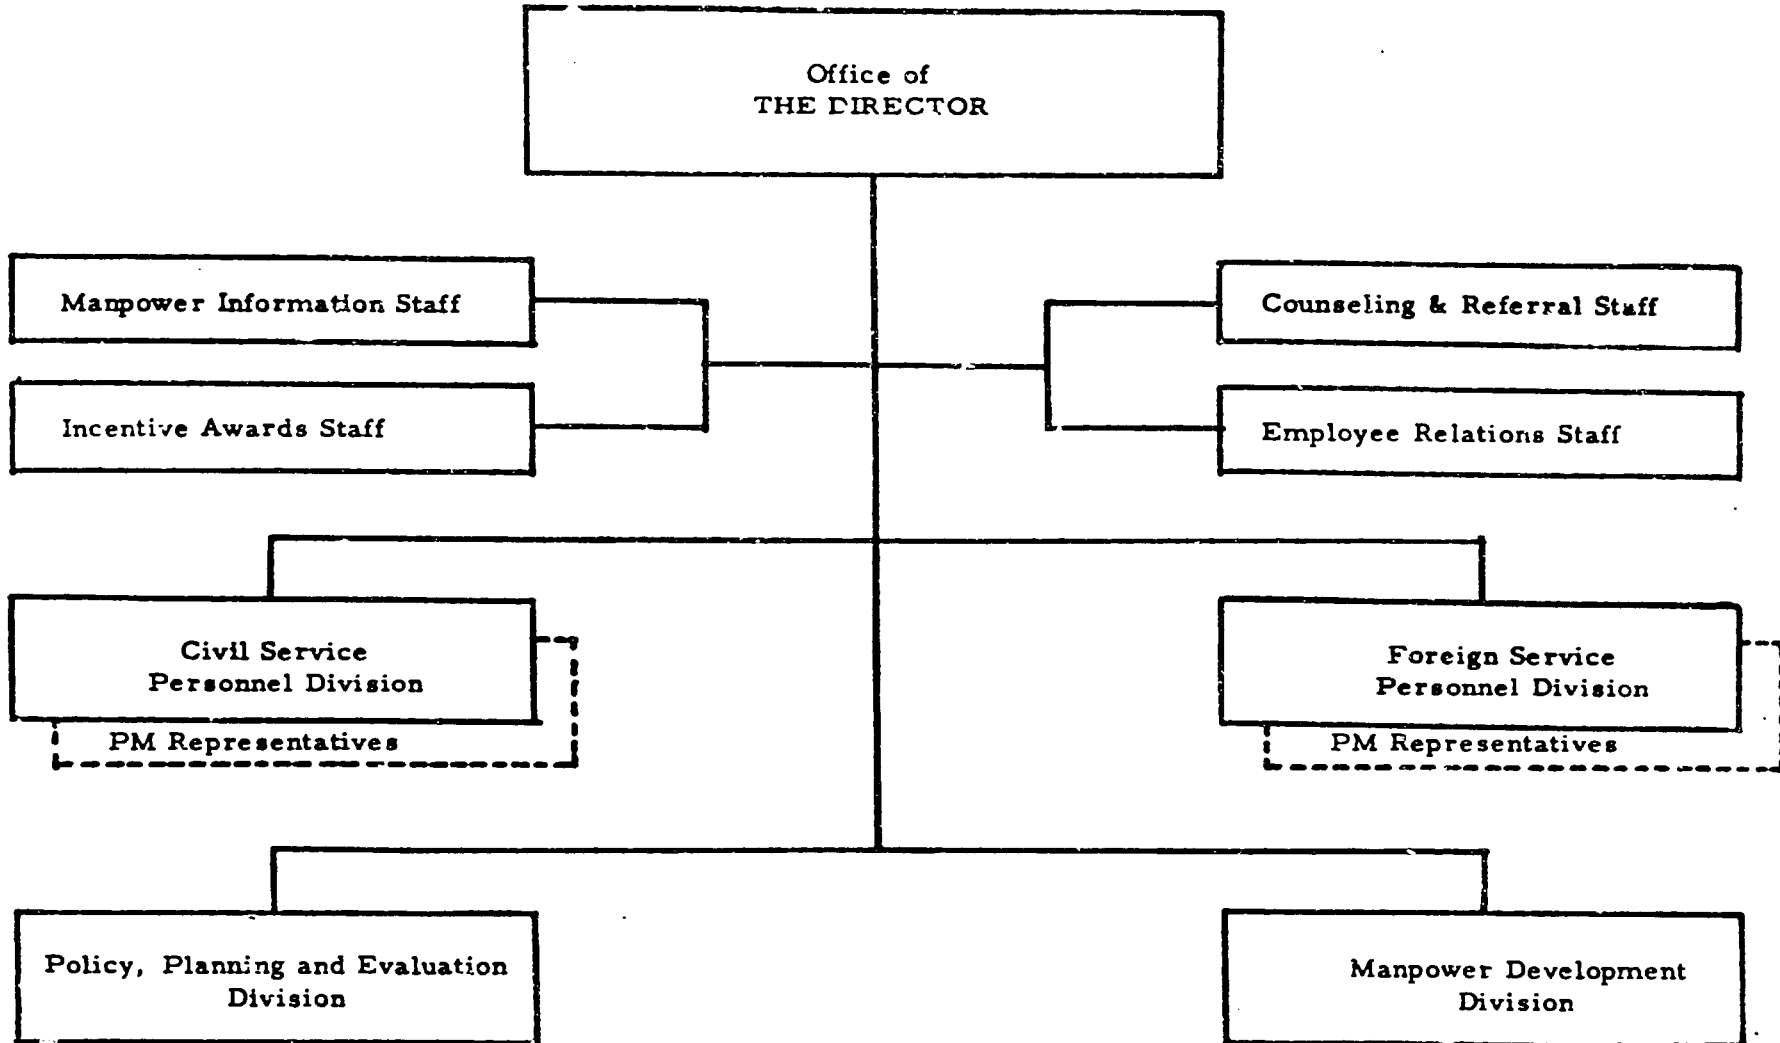 Office of
THE DIRECTOR
Manpower Information Staff
Counseling & Referral Staff
Incentive Awards Staff
Employee Relations Staff
Civil Service
Personnel Division
PM Representatives
Foreign Service
Personnel Division
PM Representatives
Policy, Planning and Evaluation
Division
Manpower Development
Division